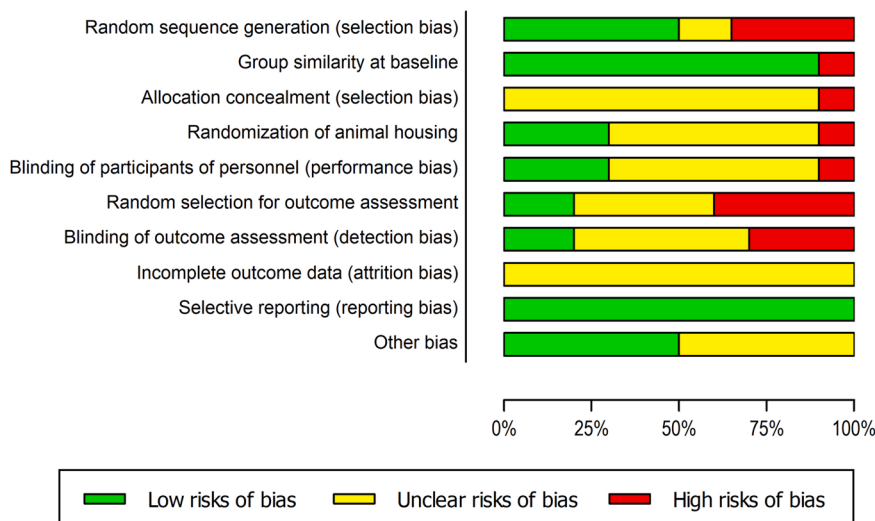 Random sequence generation (selection bias)
Group similarity at baseline
Allocation concealment (selection bias)
Randomization of animal housing
Blinding of participants of personnel (performance bias)
Random selection for outcome assessment
Blinding of outcome assessment (detection bias)
Incomplete outcome data (attrition bias)
Selective reporting (reporting bias)
Other bias
0% 25% 50% 75% 100%
Low risks of bias Unclear risks of bias High risks of bias